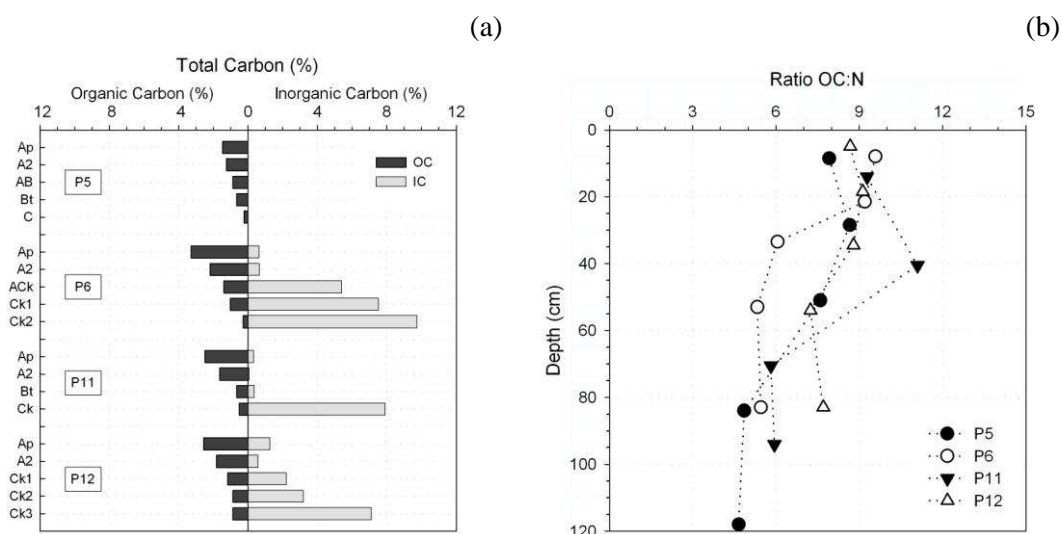 (a)
Total Carbon (%)
Organic Carbon (%) Inorganic Carbon (%)
12 8 4 0 4 8 12
Ap
A2
AB
Bt
C
P5
OC
IC
Ap
A2
ACk
Ck1
Ck2
P6
Ap
A2
Bt
Ck
P11
Ap
A2
Ck1
Ck2
Ck3
P12
(b)
Ratio OC:N
0 3 6 9 12 15
Depth (cm)
0
20
40
60
80
100
120
P5
P6
P11
P12